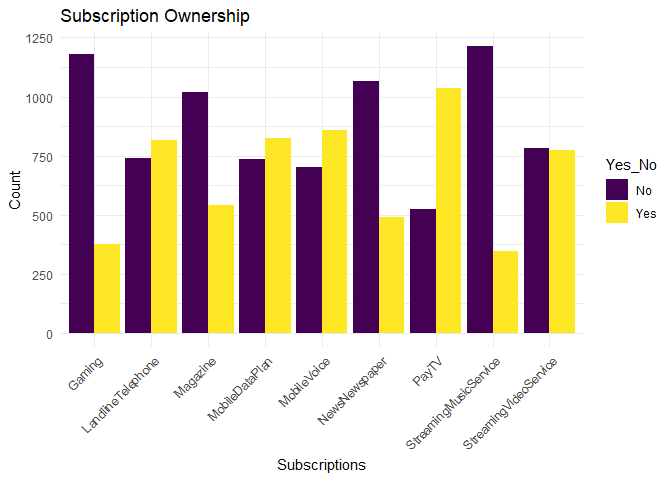 Subscription Ownership
Count
1250
1000
750
500
250
0
Gaming
LandlineTelephone
Magazine
MobileDataPlan
MobileVoice
NewsNewspaper
PayTV
StreamingMusicService
StreamingVideoService
Subscriptions
Yes_No
No
Yes